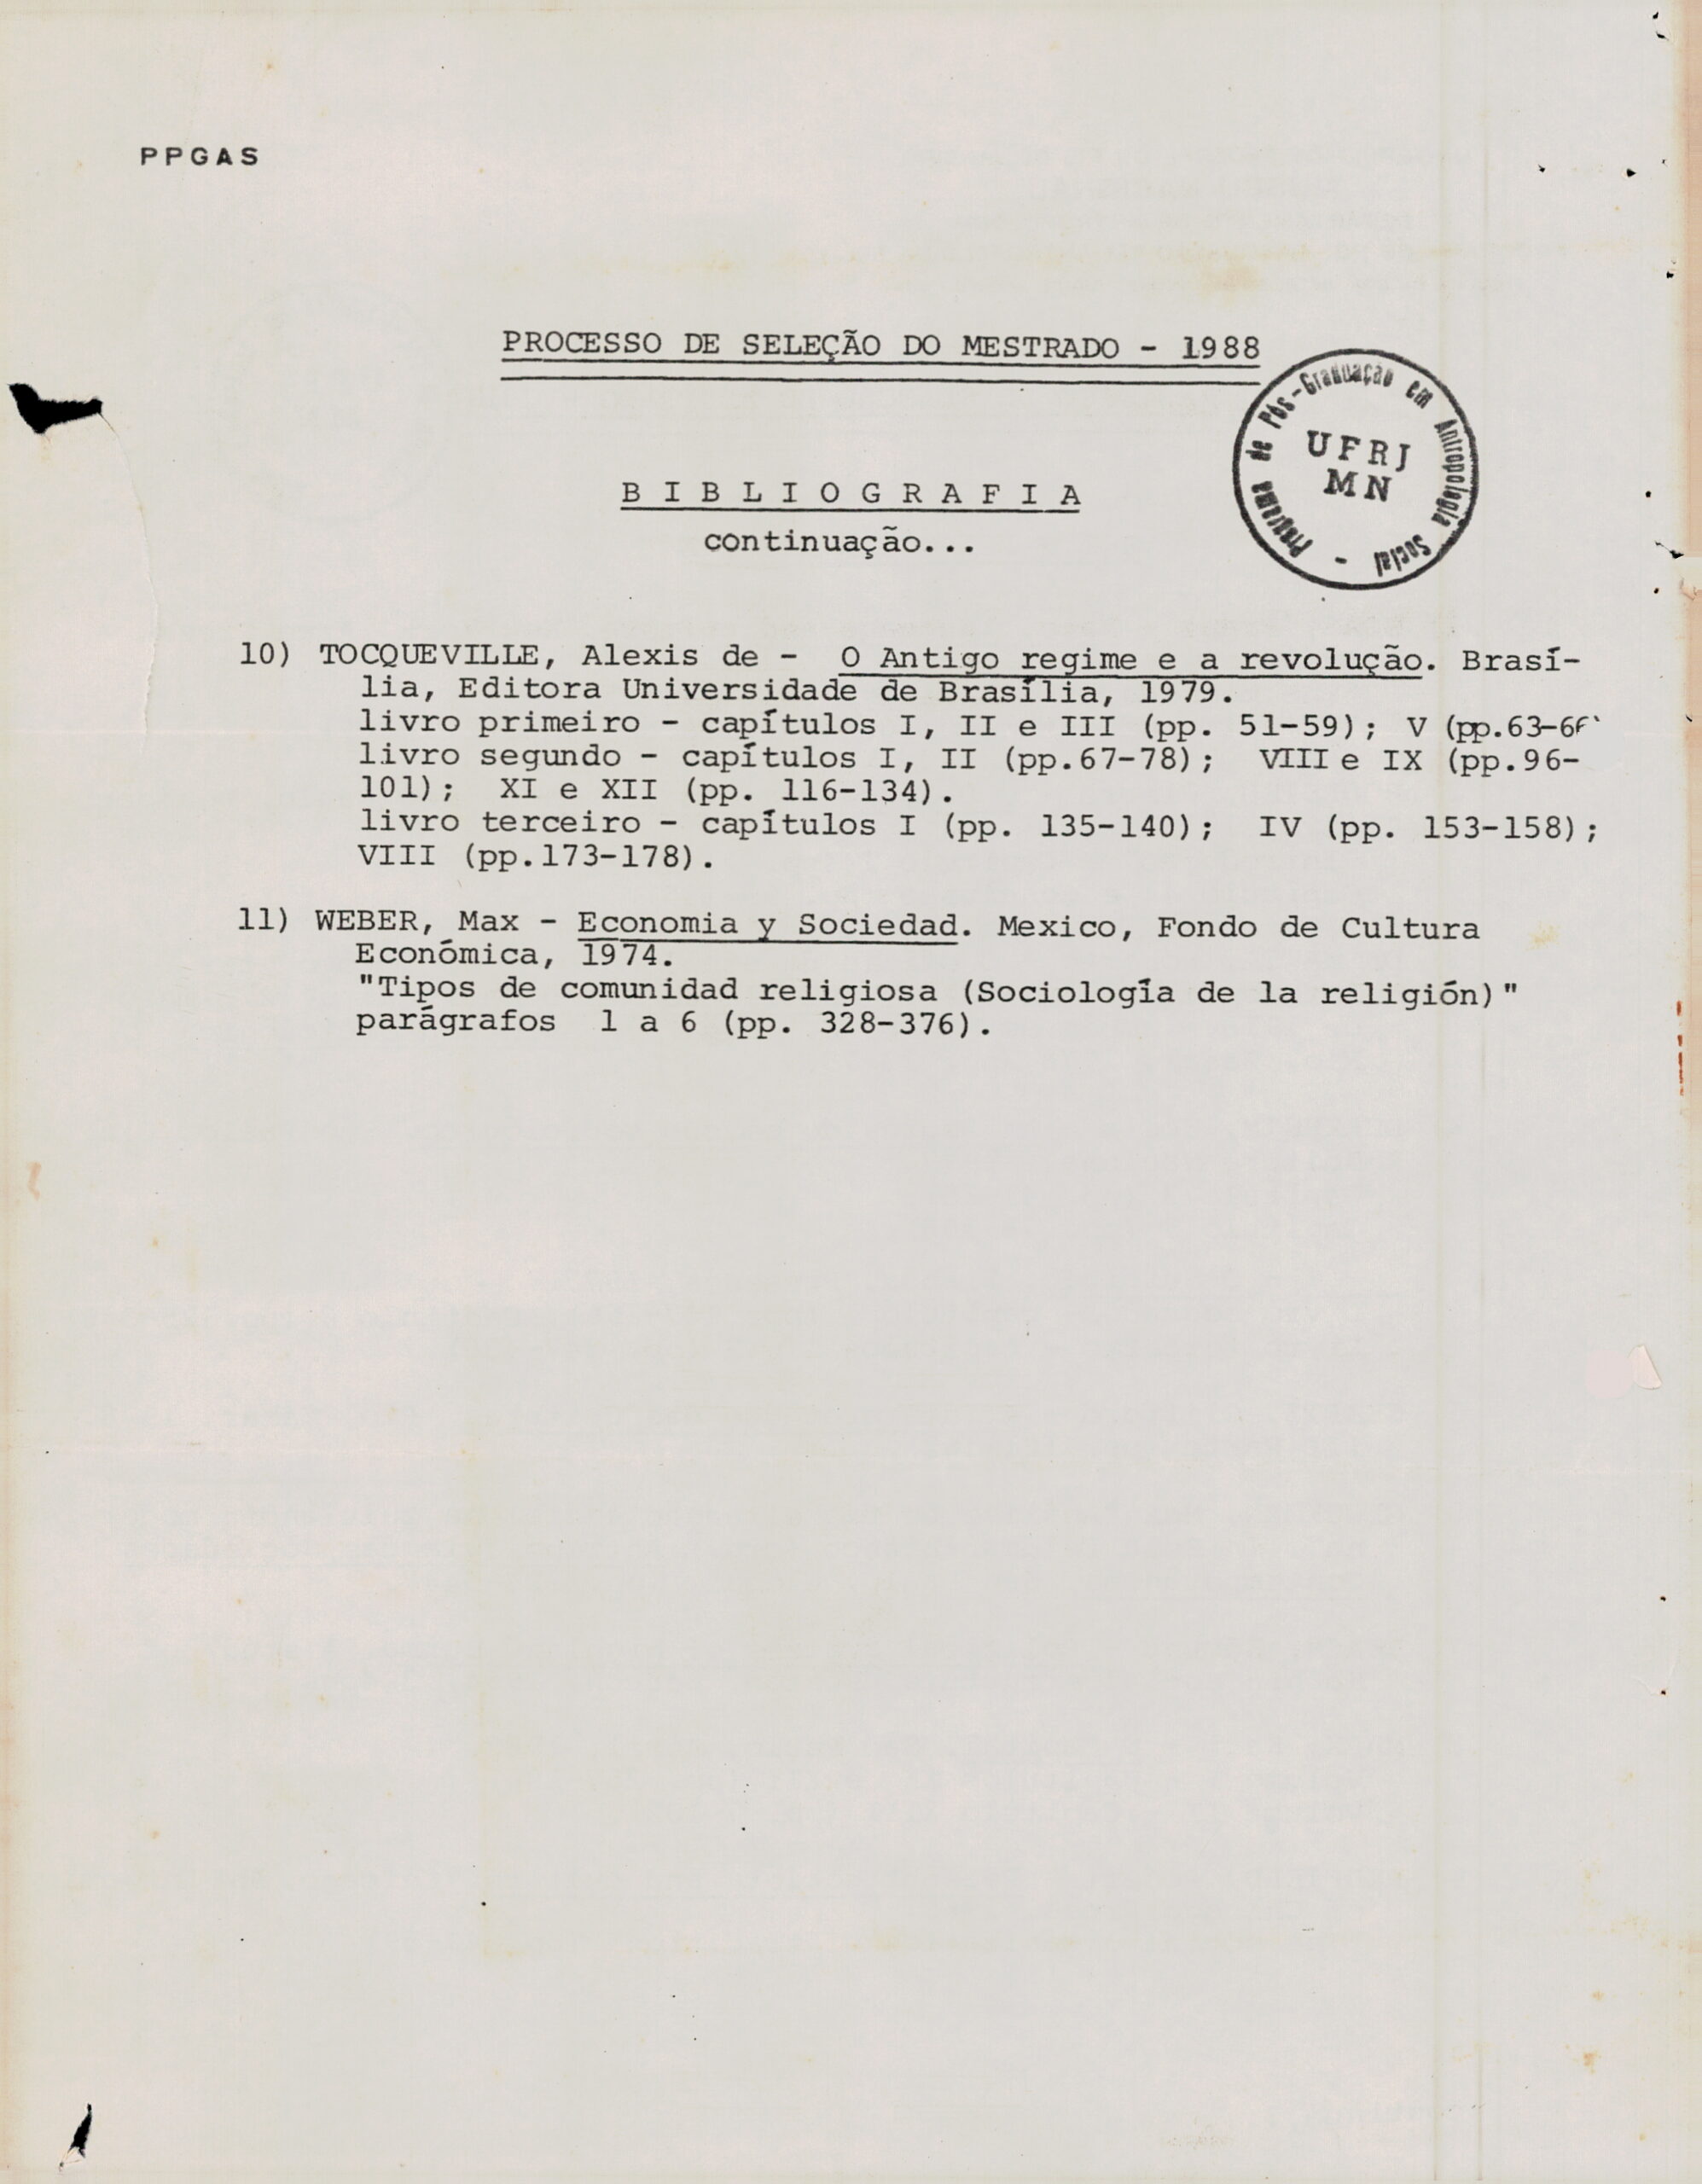 PPGAS
PROCESSO DE SELEÇÃO DO MESTRADO - 1988
Programa de Pós-Graduação em Antropologia Social -
UFRJ
MN
BIBLIOGRAFIA
continuação...
10) TOCQUEVILLE, Alexis de - O Antigo regime e a revolução. Brasí-
lia, Editora Universidade de Brasília, 1979.
livro primeiro - capítulos I, II e III (pp. 51-59); V (pp.63-66
livro segundo - capítulos I, II (pp.67-78); VIII e IX (pp.96-
101); XI e XII (pp. 116-134).
livro terceiro - capítulos I (pp. 135-140); IV (pp. 153-158);
VIII (pp.173-178).
11) WEBER, Max - Economia y Sociedad. Mexico, Fondo de Cultura
Económica, 1974.
"Tipos de comunidad religiosa (Sociología de la religión)"
parágrafos 1 a 6 (pp. 328-376).